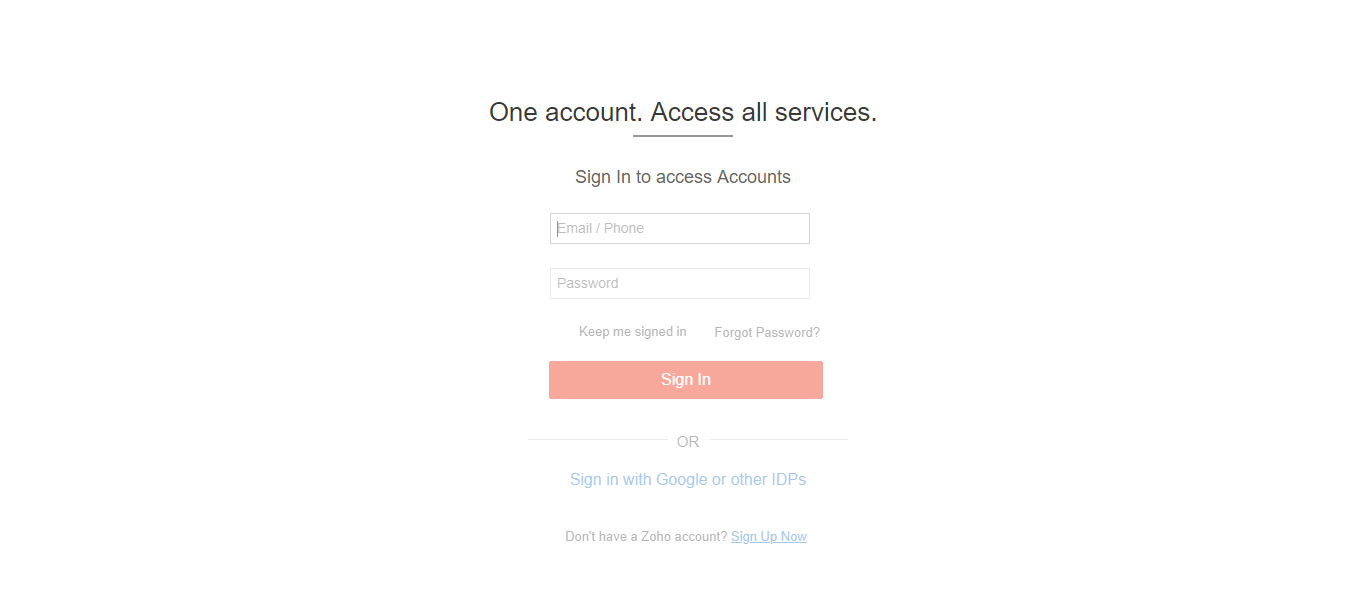 One account. Access all services.
Sign In to access Accounts
Email / Phone
Password
Keep me signed in Forgot Password?
Sign In
OR
Sign in with Google or other IDPs
Don't have a Zoho account? Sign Up Now